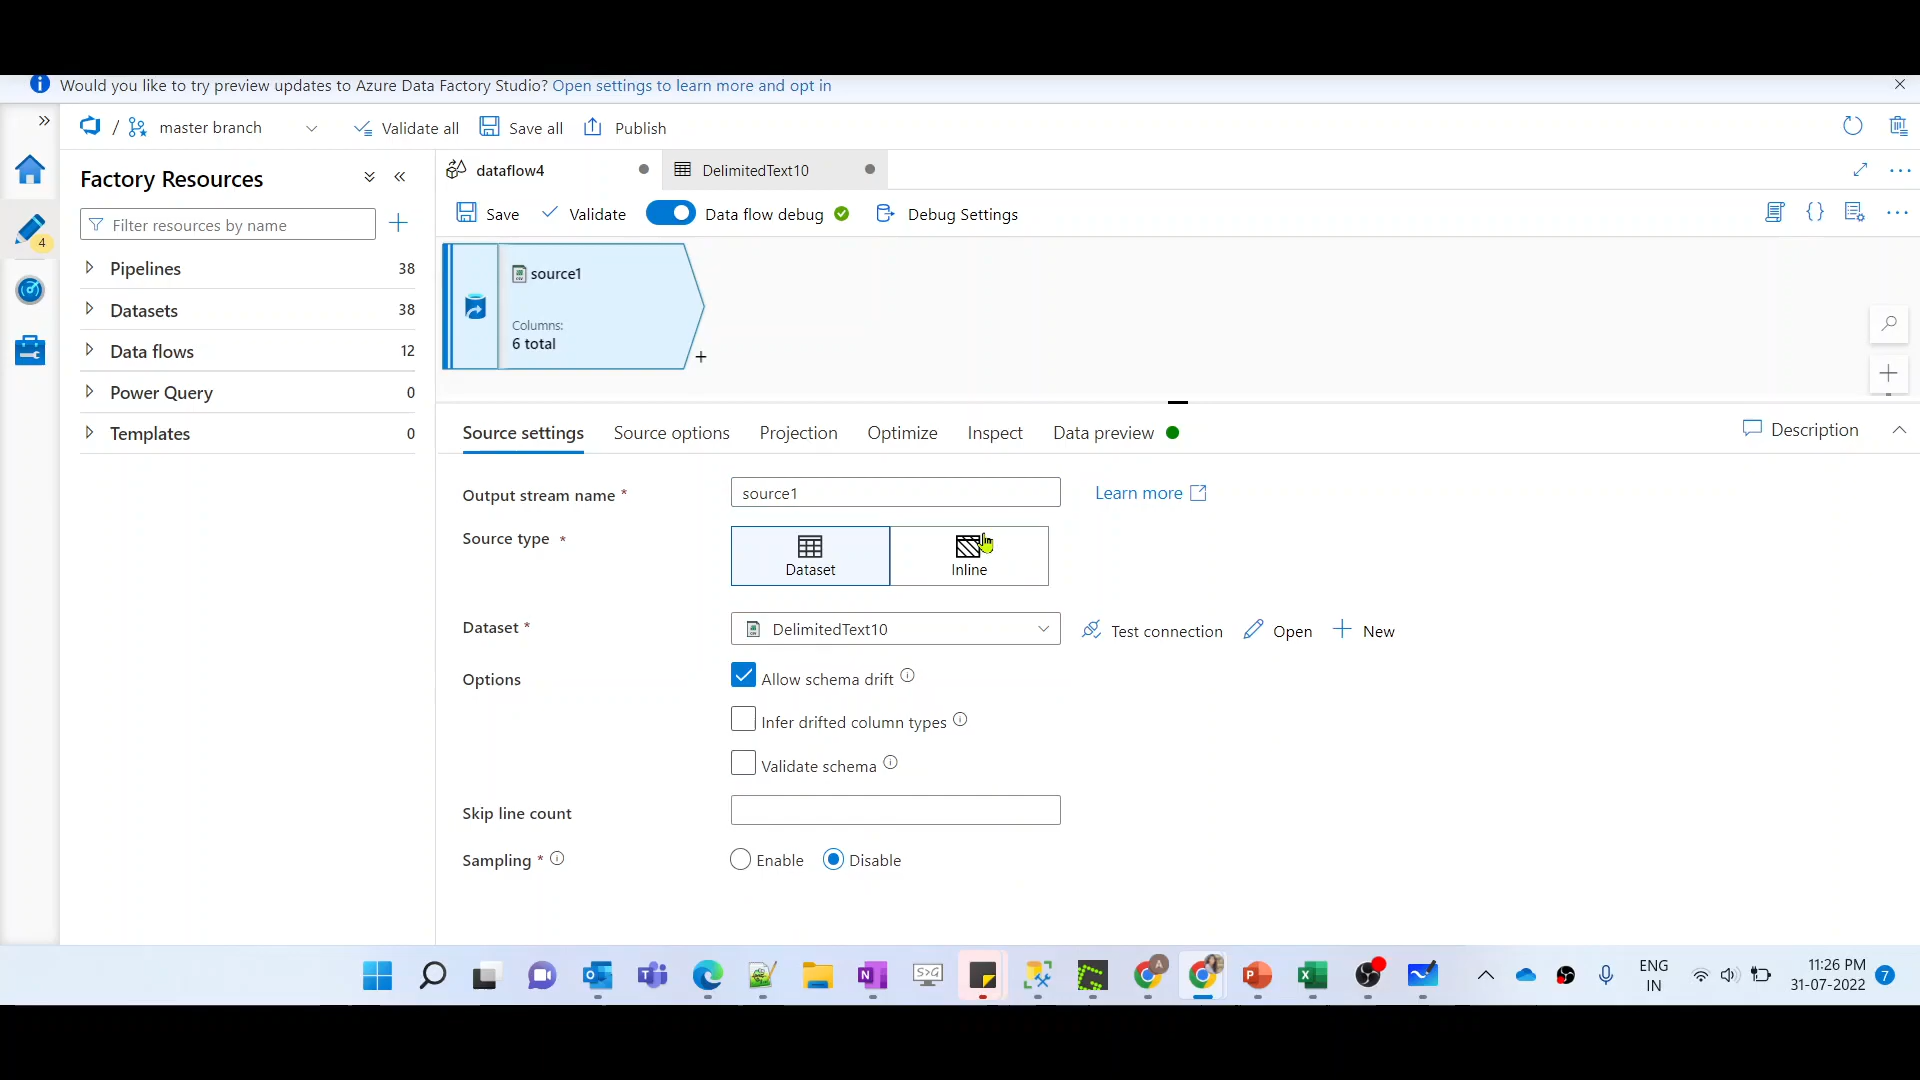 Would you like to try preview updates to Azure Data Factory Studio? Open settings to learn more and opt in
/ master branch
Validate all
Save all
Publish
4
Factory Resources
Filter resources by name
Pipelines 38
Datasets 38
Data flows 12
Power Query 0
Templates 0
dataflow4
DelimitedText10
Save
Validate
Data flow debug
Debug Settings
source1
Columns:
6 total
Source settings
Source options
Projection
Optimize
Inspect
Data preview
Description
Output stream name *
source1
Learn more
Source type *
Dataset
Inline
Dataset *
DelimitedText10
Test connection
Open
New
Options
Allow schema drift
Infer drifted column types
Validate schema
Skip line count
Sampling *
Enable
Disable
S>G
A
ENG
IN
11:26 PM
31-07-2022
7